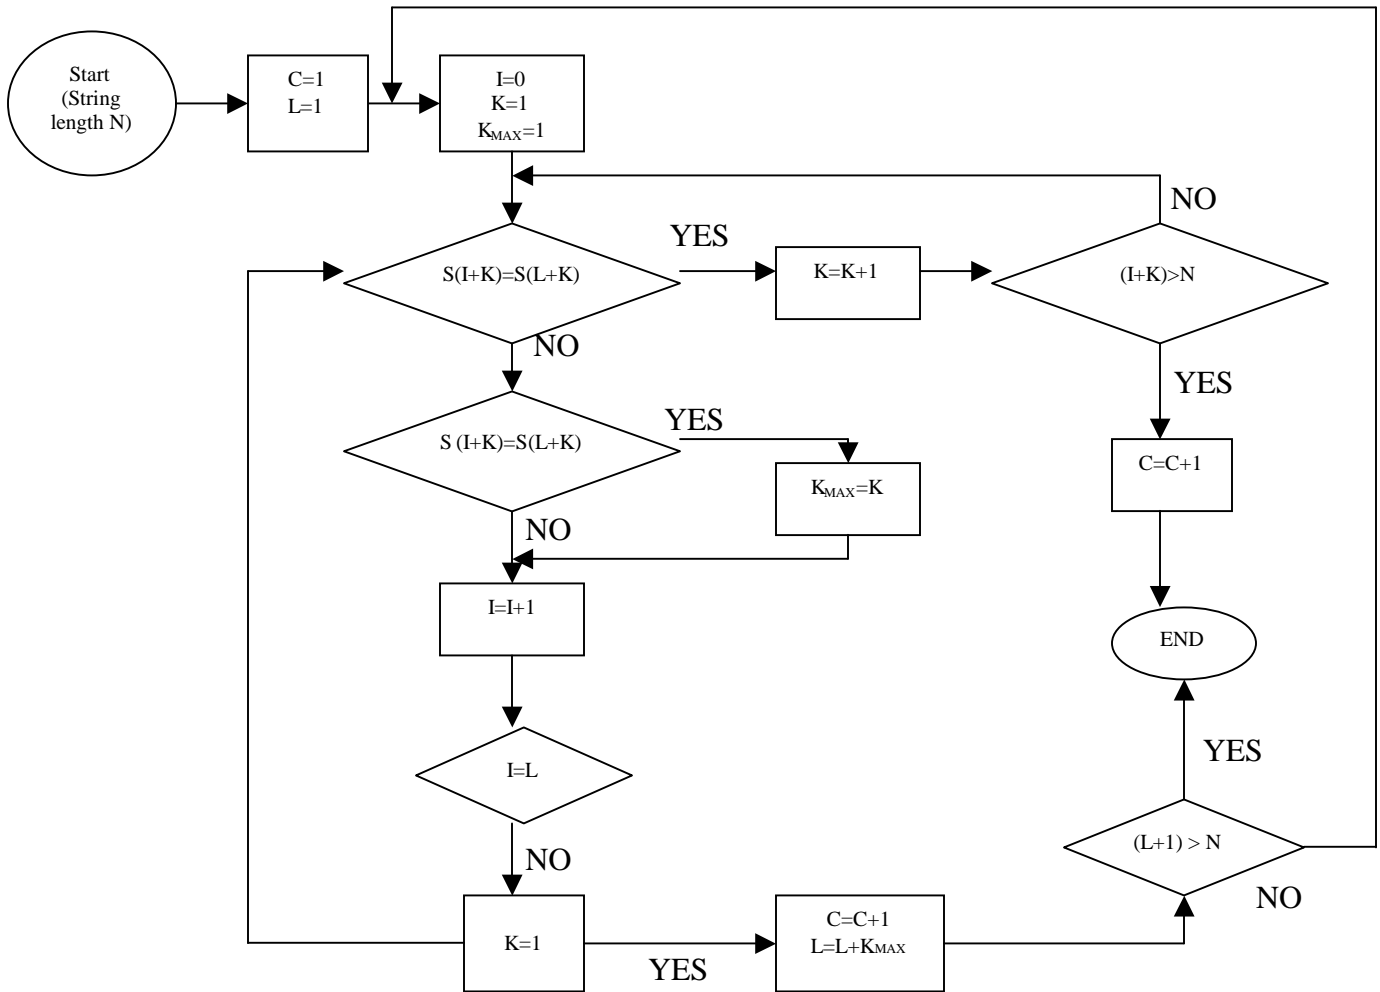 Start
(String
length N)
C=1
L=1
I=0
K=1
KMAX=1
NO
YES
S(I+K)=S(L+K)
K=K+1
(I+K)>N
NO
YES
YES
S (I+K)=S(L+K)
C=C+1
KMAX=K
NO
I=I+1
END
YES
I=L
(L+1) > N
NO
NO
C=C+1
L=L+KMAX
K=1
YES